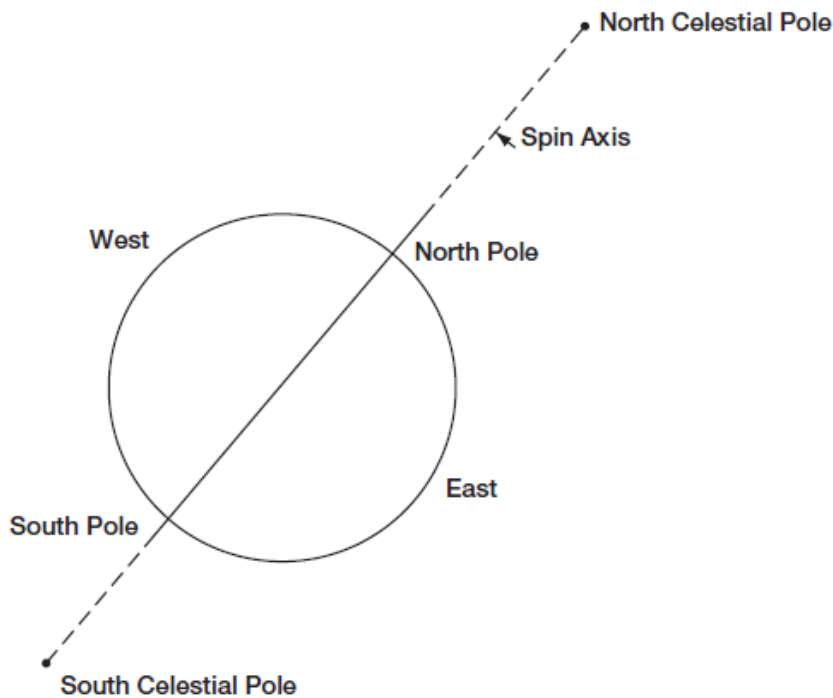 North Celestial Pole
Spin Axis
West
North Pole
East
South Pole
South Celestial Pole